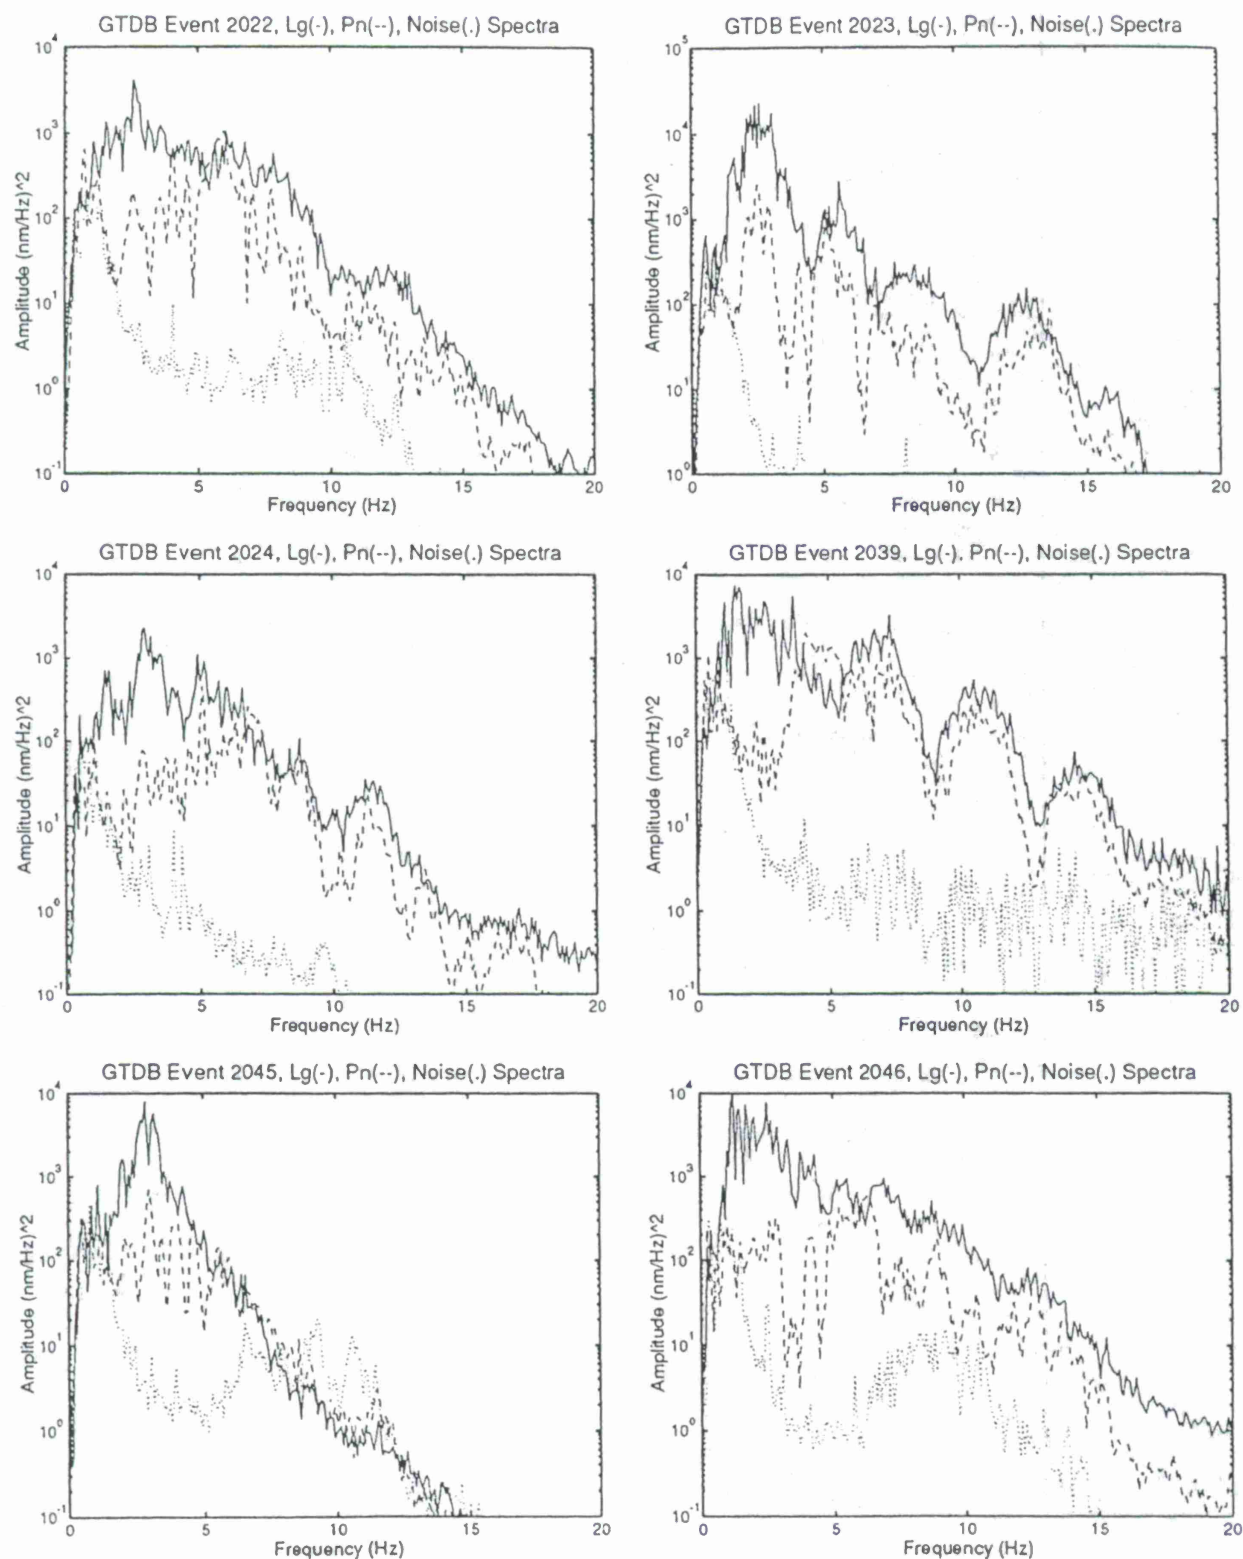 GTDB Event 2022, Lg(-), Pn(--), Noise(.) Spectra
Amplitude (nm/Hz)^2
10^4
10^3
10^2
10^1
10^0
10^-1
0 5 10 15 20
Frequency (Hz)
GTDB Event 2023, Lg(-), Pn(--), Noise(.) Spectra
Amplitude (nm/Hz)^2
10^5
10^4
10^3
10^2
10^1
10^0
0 5 10 15 20
Frequency (Hz)
GTDB Event 2024, Lg(-), Pn(--), Noise(.) Spectra
Amplitude (nm/Hz)^2
10^4
10^3
10^2
10^1
10^0
10^-1
0 5 10 15 20
Frequency (Hz)
GTDB Event 2039, Lg(-), Pn(--), Noise(.) Spectra
Amplitude (nm/Hz)^2
10^4
10^3
10^2
10^1
10^0
10^-1
0 5 10 15 20
Frequency (Hz)
GTDB Event 2045, Lg(-), Pn(--), Noise(.) Spectra
Amplitude (nm/Hz)^2
10^4
10^3
10^2
10^1
10^0
10^-1
0 5 10 15 20
Frequency (Hz)
GTDB Event 2046, Lg(-), Pn(--), Noise(.) Spectra
Amplitude (nm/Hz)^2
10^4
10^3
10^2
10^1
10^0
10^-1
0 5 10 15 20
Frequency (Hz)